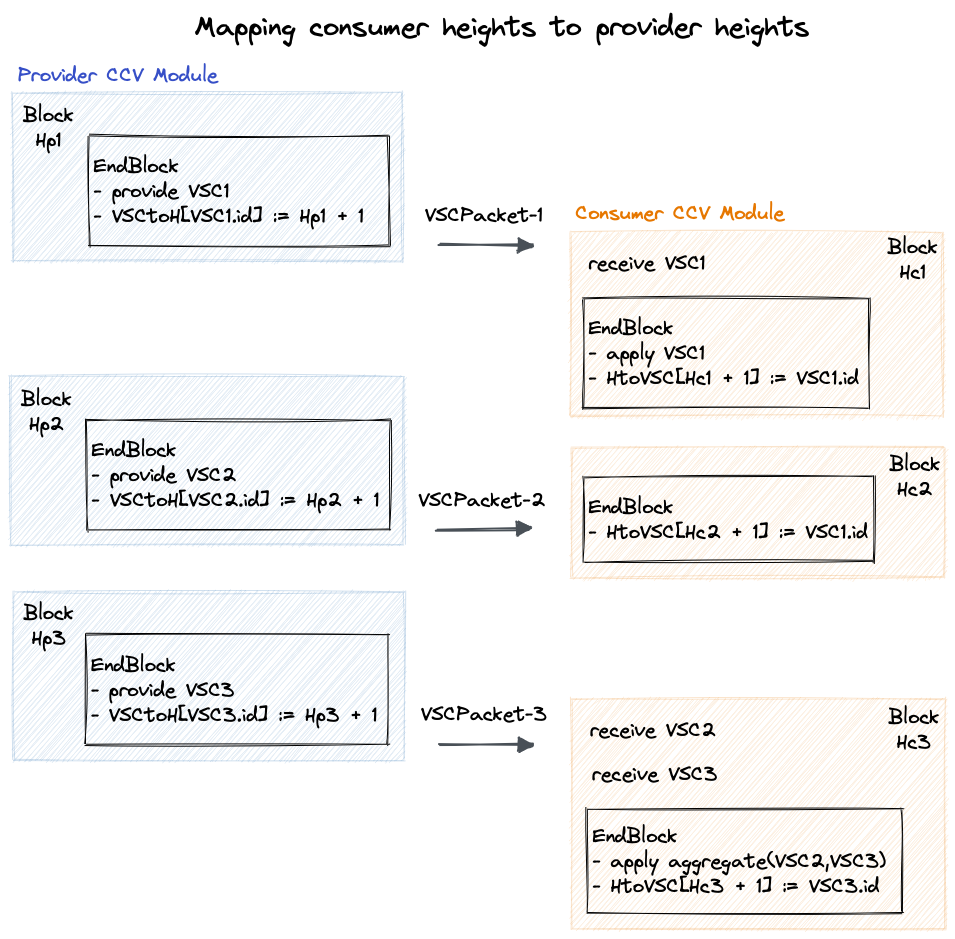 Mapping consumer heights to provider heights
Provider CCV Module
Block
Hp1
EndBlock
- provide VSC1
- VSCtoH[VSC1.id] := Hp1 + 1
VSCPacket-1
Consumer CCV Module
Block
Hc1
receive VSC1
EndBlock
- apply VSC1
- HtoVSC[Hc1 + 1] := VSC1.id
Block
Hp2
EndBlock
- provide VSC2
- VSCtoH[VSC2.id] := Hp2 + 1
VSCPacket-2
Block
Hc2
EndBlock
- HtoVSC[Hc2 + 1] := VSC1.id
Block
Hp3
EndBlock
- provide VSC3
- VSCtoH[VSC3.id] := Hp3 + 1
VSCPacket-3
Block
Hc3
receive VSC2
receive VSC3
EndBlock
- apply aggregate(VSC2,VSC3)
- HtoVSC[Hc3 + 1] := VSC3.id